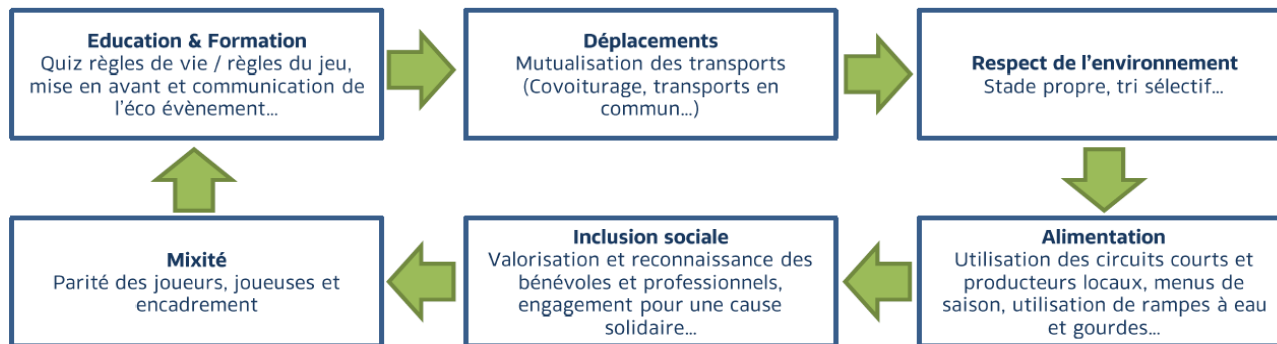 Education & Formation
Quiz règles de vie / règles du jeu,
mise en avant et communication de
l'éco évènement...
Déplacements
Mutualisation des transports
(Covoiturage, transports en
commun...)
Respect de l'environnement
Stade propre, tri sélectif...
Mixité
Parité des joueurs, joueuses et
encadrement
Inclusion sociale
Valorisation et reconnaissance des
bénévoles et professionnels,
engagement pour une cause
solidaire...
Alimentation
Utilisation des circuits courts et
producteurs locaux, menus de
saison, utilisation de rampes à eau
et gourdes...